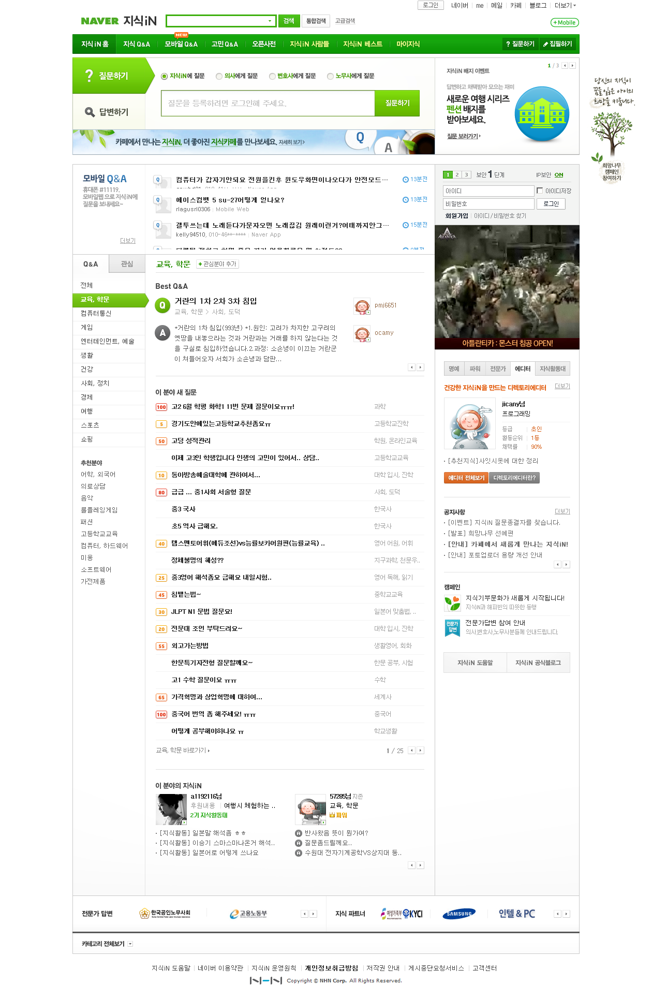 로그인 네이버 me 메일 카페 블로그 더보기
NAVER 지식iN 검색 통합검색 고급검색
+Mobile
NEW
지식iN 홈 지식 Q&A 모바일 Q&A 고민 Q&A 오픈사전 지식iN 사람들 지식iN 베스트 마이지식 ? 질문하기 집필하기
? 질문하기
지식iN에 질문 의사에게 질문 변호사에게 질문 노무사에게 질문
질문을 등록하려면 로그인해 주세요. 질문하기
답변하기
카페에서 만나는 지식iN, 더 좋아진 지식카페를 만나보세요. 자세히 보기
Q
A
1 / 3
지식iN 배지 이벤트
답변하고 채택받아 모으는 재미
새로운 여행 시리즈
펜션 배지를
받아보세요.
질문 보러가기
당신의 지식이
꿈을 잃은 아이의
희망을 키웁니다.
희망나무
캠페인
참여하기
모바일 Q&A
휴대폰 #11119,
모바일웹 으로 지식iN에
질문을 보내세요~
더보기
Q 컴퓨터가 갑자기안되요 전원을킨후 윈도우화면이나오다가 안전모드… 13분전
Q 에이스컴뱃 5 su-27어떻게 얻나요? 13분전
rlagusrl0306 Mobile Web
Q 갤투쓰는데 노래듣다가문자오면 노래끊김 원래이런거?여태까지안그… 15분전
kelly94510, 010-46**-**** Naver App
1 2 3 보안 1 단계 IP보안 ON
아이디 아이디저장
비밀번호 로그인
회원가입 아이디/비밀번호 찾기
ATLANTICA
아틀란티카 : 몬스터 침공 OPEN!
Q&A 관심
전체
교육, 학문
컴퓨터통신
게임
엔터테인먼트, 예술
생활
건강
사회, 정치
경제
여행
스포츠
쇼핑
추천분야
어학, 외국어
의료상담
음악
롤플레잉게임
패션
고등학교교육
컴퓨터, 하드웨어
미용
소프트웨어
가전제품
교육, 학문 +관심분야 추가
Best Q&A
Q 거란의 1차 2차 3차 침입 pmj6651
교육, 학문 > 사회, 도덕
A *거란의 1차 침입(993년) *1.원인: 고려가 차지한 고구려의 ocamy
옛땅을 내놓으라는 것과 거란과는 거래를 하지 않는다는 것
을 구실로 침입하였습니다.2.과정: 소손녕이 이끄는 거란군
이 쳐들어오자 서희가 소손녕과 담판...
이 분야 새 질문
100 고2 6월 학평 화학1 11번 문제 질문이요ㅠㅠ! 과학
5 경기도안에있는고등학교추천좀요ㅠ 고등학교진학
50 고딩 성적관리 학원, 온라인교육
이제 고3인 학생입니다 인생의 고민이 있어서.. 상담.. 고등학교교육
10 동아방송예술대학에 관하여서... 대학 입시, 진학
80 급급 ... 중1사회 서술형 질문 사회, 도덕
중3 국사 한국사
초5 역사 급해요. 한국사
40 텝스멘토어휘(에듀조선)vs능률보카어원편(능률교육) .. 영어 어원, 어휘
정체불명의 혜성?? 지구과학, 천문우..
25 중3영어 해석좀요 급해요 내일시험.. 영어 독해, 읽기
45 침뱉는법~ 중학교교육
30 JLPT N1 문법 질문요! 일본어 맞춤법, ..
20 전문대 조언 부탁드려요~ 대학 입시, 진학
55 외고가는방법 생활영어, 회화
한문특기자전형 질문할께요~ 한문 공부, 시험
고1 수학 질문이요 ㅠㅠ 수학
65 가격혁명과 상업혁명에 대하여... 세계사
100 중국어 번역 좀 해주세요! ㅠㅠ 중국어
어떻게 공부해야하나요 ㅠ 학교생활
교육, 학문 바로가기 1 / 25
이 분야의 지식iN
a1192116님
후원내용 여행시 체험하는 ..
2기 지식활동대
· [지식활동] 일본말 해석좀 ㅎㅎ
· [지식활동] 이승기 스마스마나온거 해석..
· [지식활동] 일본어로 어떻게 쓰나요
57285님 지존
교육, 학문
파워
A 반사왔음 뜻이 뭔가여?
A 질문좀드릴께요..
A 수원대 전자기계공학VS상지대 동..
명예 파워 전문가 에디터 지식활동대
건강한 지식iN을 만드는 디렉토리에디터 더보기
jicany님
프로그래밍
등급 초인
활동순위 1등
채택률 90%
· [추천지식]사잇시옷에 대한 정리
에디터 전체보기 디렉토리에디터란?
공지사항 더보기
· [이벤트] 지식iN 질문종결자를 찾습니다.
· [발표] 희망나무 선예편
· [안내] 카페에서 새롭게 만나는 지식iN!
· [안내] 포토업로더 용량 개선 안내
캠페인
지식기부문화가 새롭게 시작됩니다!
지식iN과 해피빈의 따뜻한 동행
전문가 답변
전문가답변 참여 안내
의사,변호사,노무사분들께 안내드립니다.
지식iN 도움말 지식iN 공식블로그
전문가 답변 한국공인노무사회 고용노동부 지식 파트너 여성가족부 KYCI SAMSUNG 인텔 & PC
카테고리 전체보기
지식iN 도움말 네이버 이용약관 지식iN 운영원칙 개인정보취급방침 저작권 안내 게시중단요청서비스 고객센터
NHN Copyright © NHN Corp. All Rights Reserved.